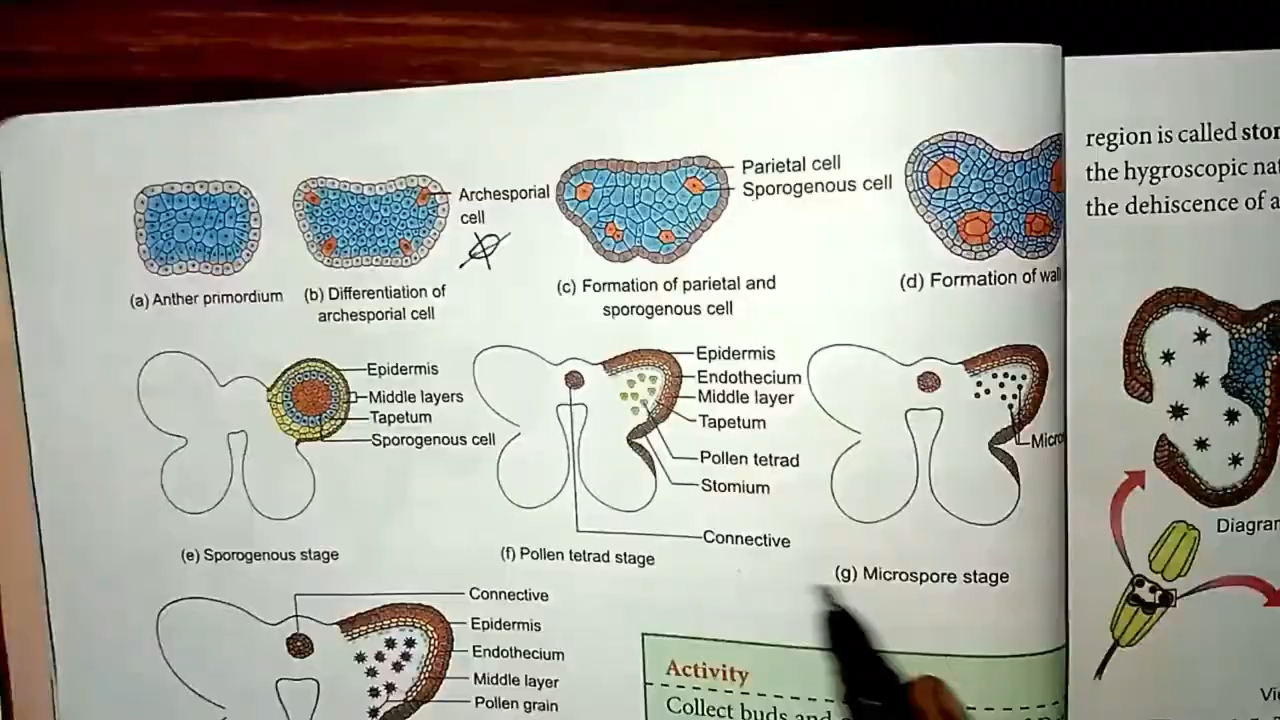 Parietal cell
Sporogenous cell
Archesporial
cell
(a) Anther primordium
(b) Differentiation of
archesporial cell
(c) Formation of parietal and
sporogenous cell
(d) Formation of wall
Epidermis
Middle layers
Tapetum
Sporogenous cell
(e) Sporogenous stage
Epidermis
Endothecium
Middle layer
Tapetum
Pollen tetrad
Stomium
Connective
(f) Pollen tetrad stage
Micro
(g) Microspore stage
Connective
Epidermis
Endothecium
Middle layer
Pollen grain
Activity
Collect buds and
region is called
the hygroscopic
the dehiscence of a